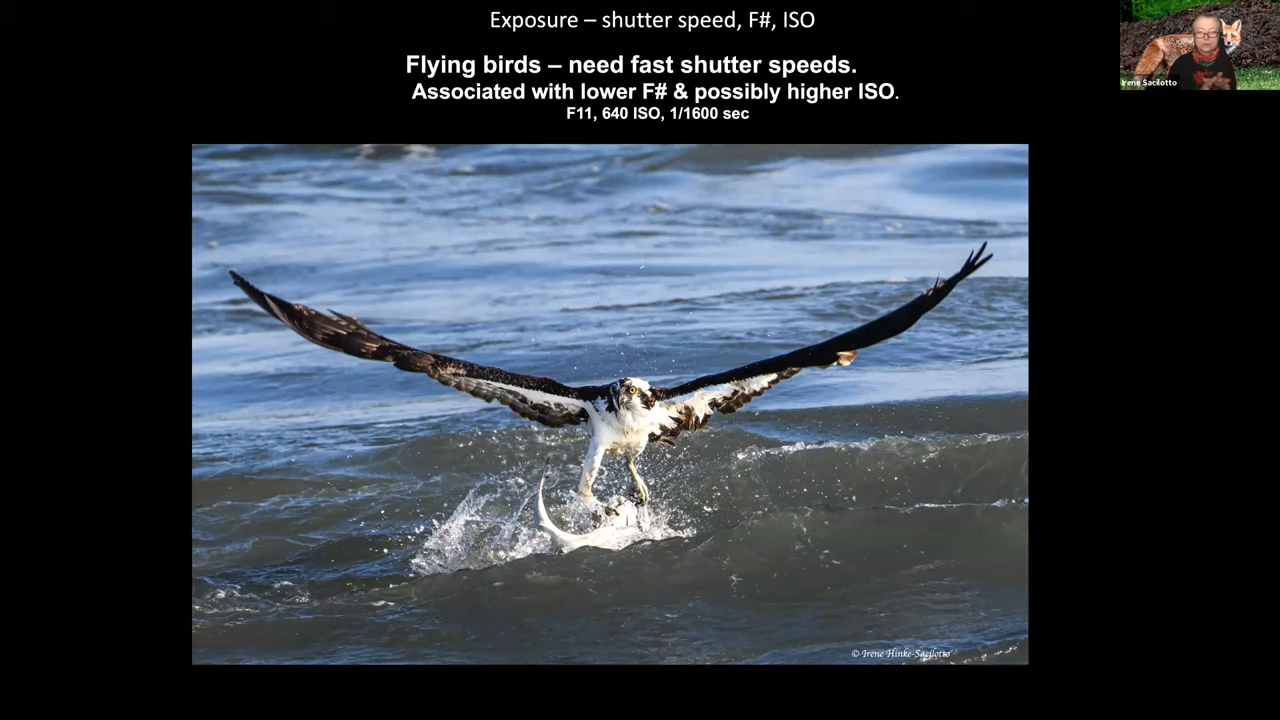 Exposure – shutter speed, F#, ISO
Flying birds – need fast shutter speeds.
Associated with lower F# & possibly higher ISO.
F11, 640 ISO, 1/1600 sec
Irene Sacilotto
© Irene Hinke-Sacilotto